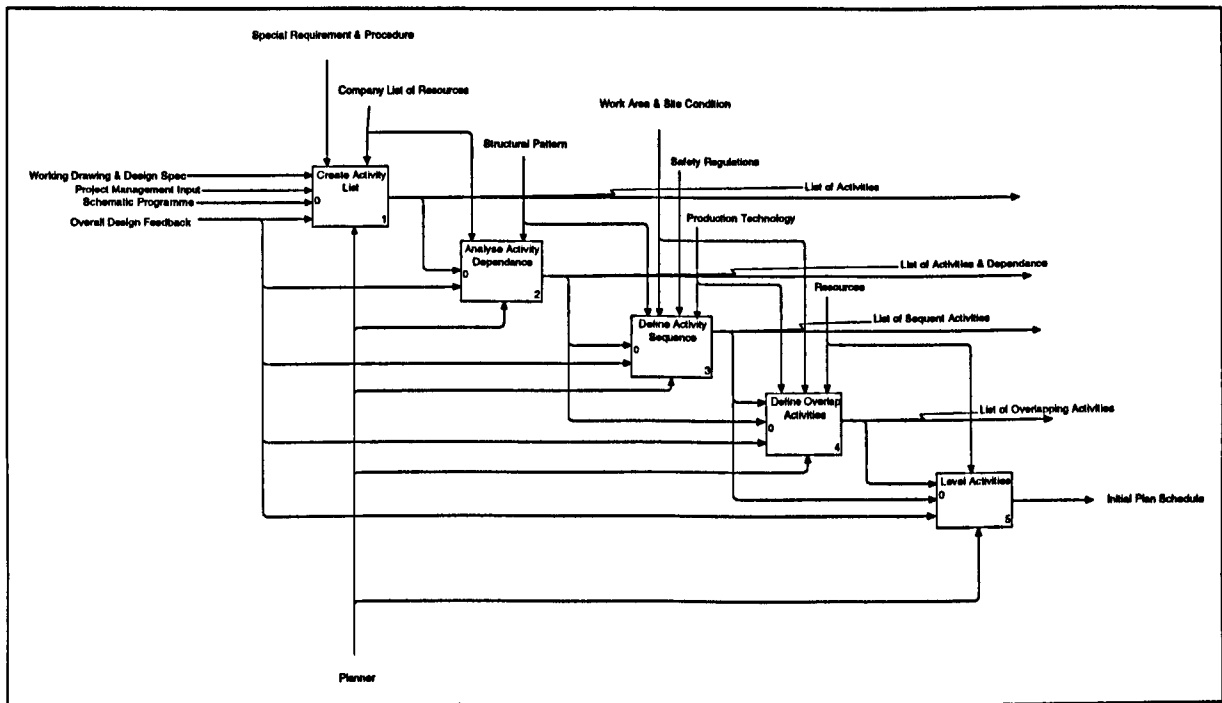 Special Requirement & Procedure
Company List of Resources
Work Area & Site Condition
Structural Pattern
Safety Regulations
Working Drawing & Design Spec
Project Management Input
Schematic Programme
Overall Design Feedback
Create Activity
List
0
1
List of Activities
Production Technology
Analyse Activity
Dependance
0
2
List of Activities & Dependance
Resources
Define Activity
Sequence
0
3
List of Sequent Activities
Define Overlap
Activities
0
4
List of Overlapping Activities
Level Activities
0
5
Initial Plan Schedule
Planner